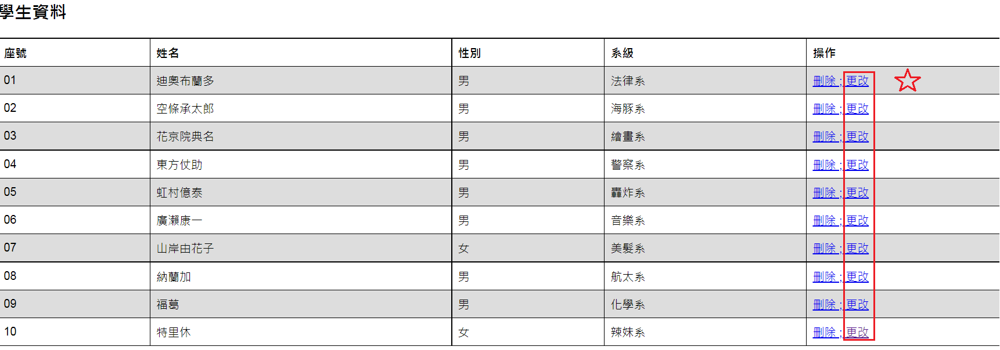 學生資料
座號 姓名 性別 系級 操作
01 迪奧布蘭多 男 法律系 刪除 ; 更改
02 空條承太郎 男 海豚系 刪除 ; 更改
03 花京院典名 男 繪畫系 刪除 ; 更改
04 東方仗助 男 警察系 刪除 ; 更改
05 虹村億泰 男 轟炸系 刪除 ; 更改
06 廣瀨康一 男 音樂系 刪除 ; 更改
07 山岸由花子 女 美髮系 刪除 ; 更改
08 納蘭加 男 航太系 刪除 ; 更改
09 福葛 男 化學系 刪除 ; 更改
10 特里休 女 辣妹系 刪除 ; 更改